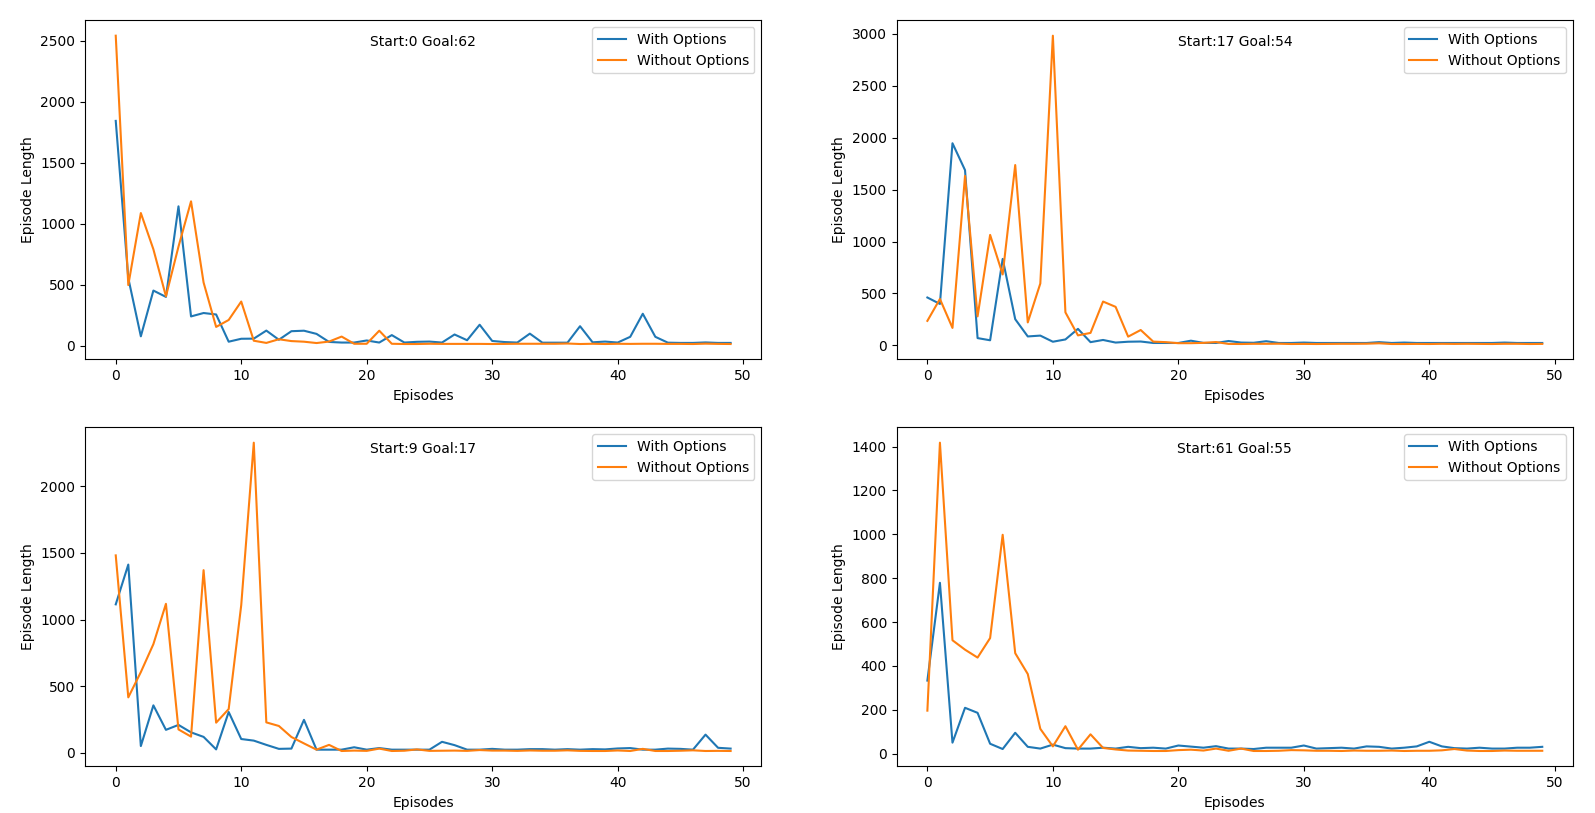 Start:0 Goal:62
With Options
Without Options
Episode Length
2500
2000
1500
1000
500
0
0 10 20 30 40 50
Episodes
Start:17 Goal:54
With Options
Without Options
Episode Length
3000
2500
2000
1500
1000
500
0
0 10 20 30 40 50
Episodes
Start:9 Goal:17
With Options
Without Options
Episode Length
2000
1500
1000
500
0
0 10 20 30 40 50
Episodes
Start:61 Goal:55
With Options
Without Options
Episode Length
1400
1200
1000
800
600
400
200
0
0 10 20 30 40 50
Episodes